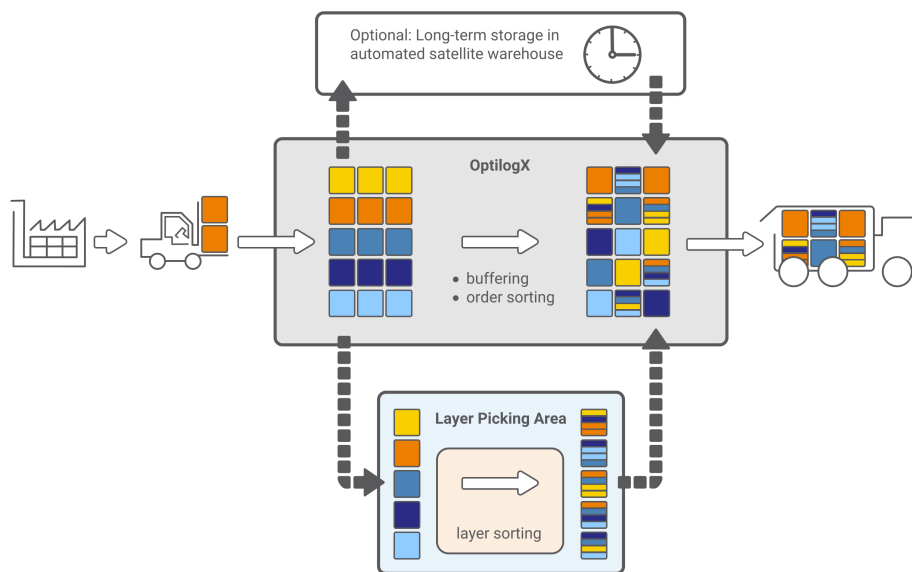 Optional: Long-term storage in
automated satellite warehouse
OptilogX
• buffering
• order sorting
Layer Picking Area
layer sorting